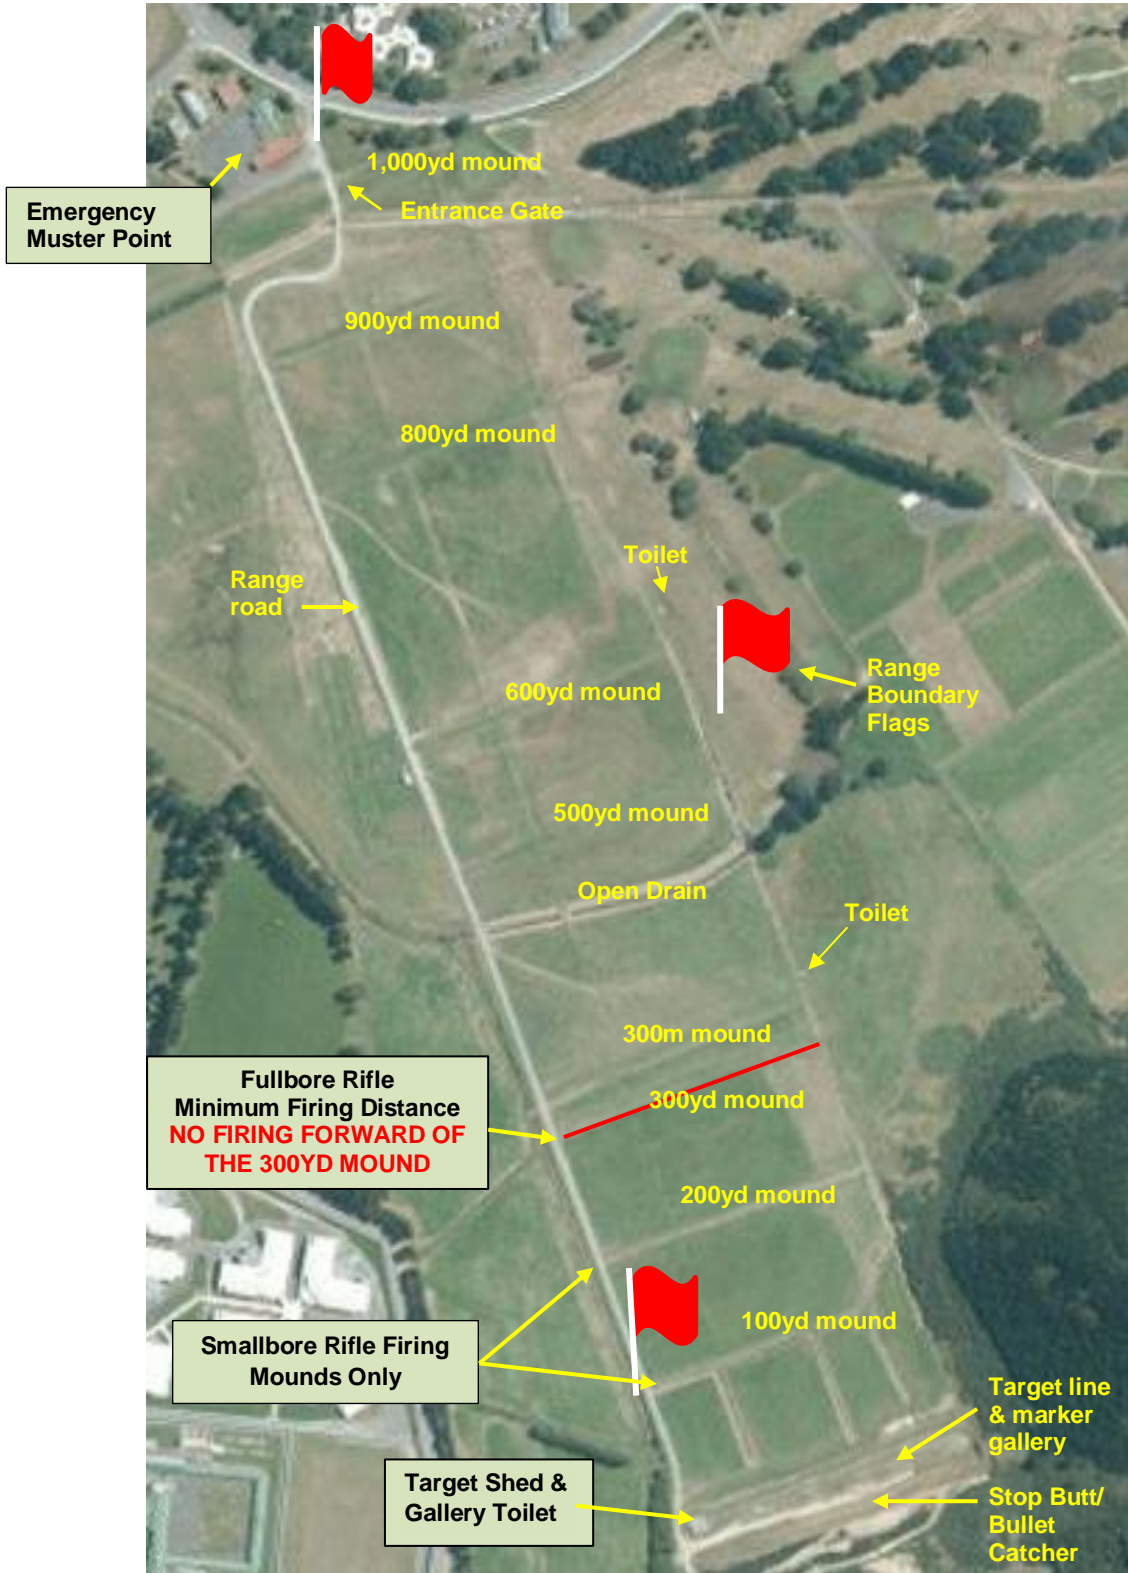 1,000yd mound
Emergency
Muster Point
Entrance Gate
900yd mound
800yd mound
Toilet
Range
road
Range
Boundary
Flags
600yd mound
500yd mound
Open Drain
Toilet
300m mound
Fullbore Rifle
Minimum Firing Distance
NO FIRING FORWARD OF
THE 300YD MOUND
300yd mound
200yd mound
100yd mound
Smallbore Rifle Firing
Mounds Only
Target line
& marker
gallery
Target Shed &
Gallery Toilet
Stop Butt/
Bullet
Catcher